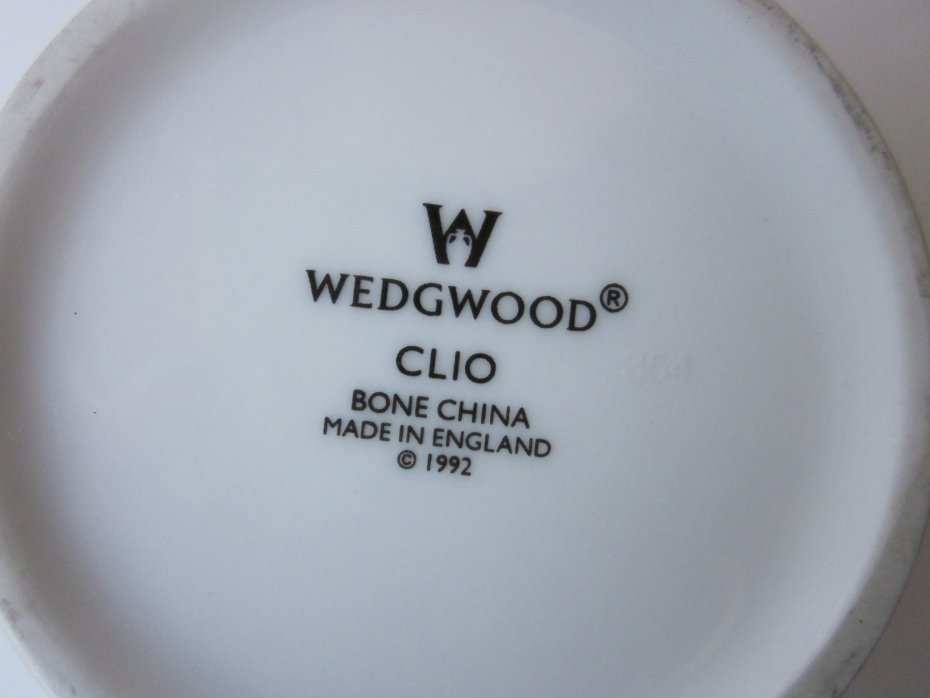 W
WEDGWOOD®
CLIO
BONE CHINA
MADE IN ENGLAND
© 1992